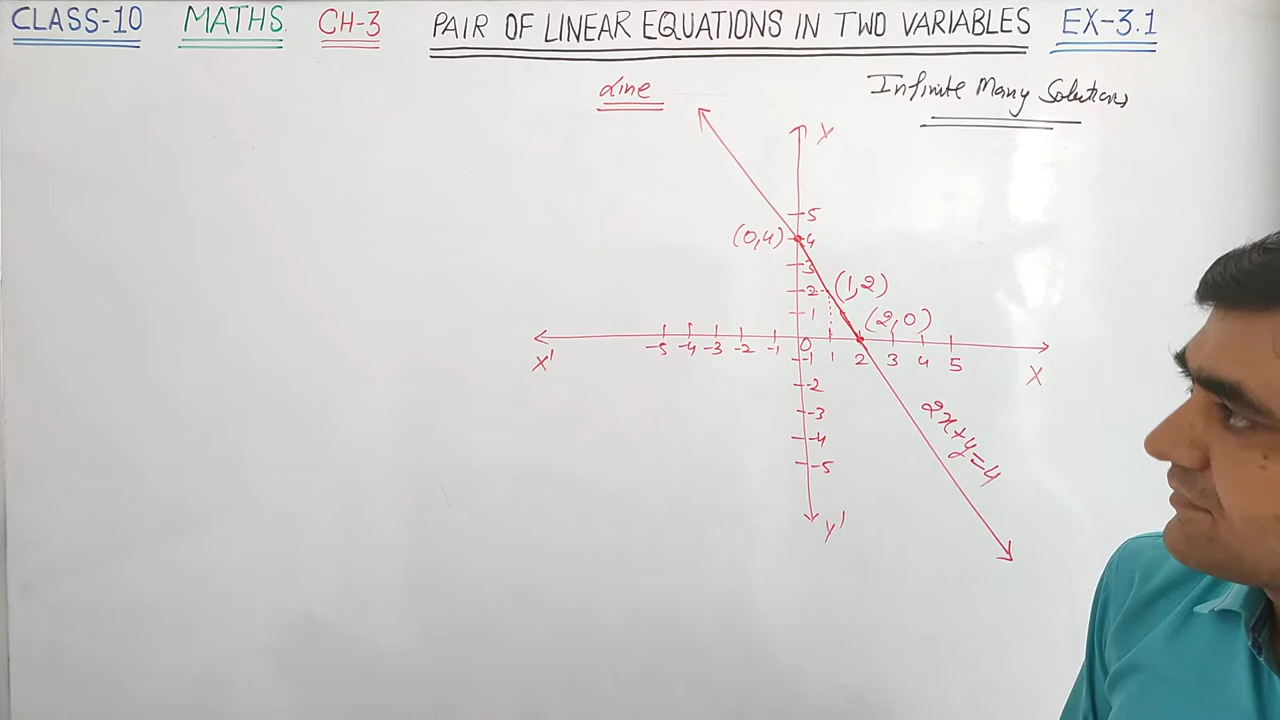 CLASS-10 MATHS. CH-3 PAIR OF LINEAR EQUATIONS IN TWO VARIABLES EX-3.1
Line
Infinite Many Solutions
X
5
(0,4) 4
3
2 (1,2)
1 (2,0)
-5 -4 -3 -2 -1 0 1 2 3 4 5
X' X
-1
-2
-3
-4
-5
2x+y=4
y'